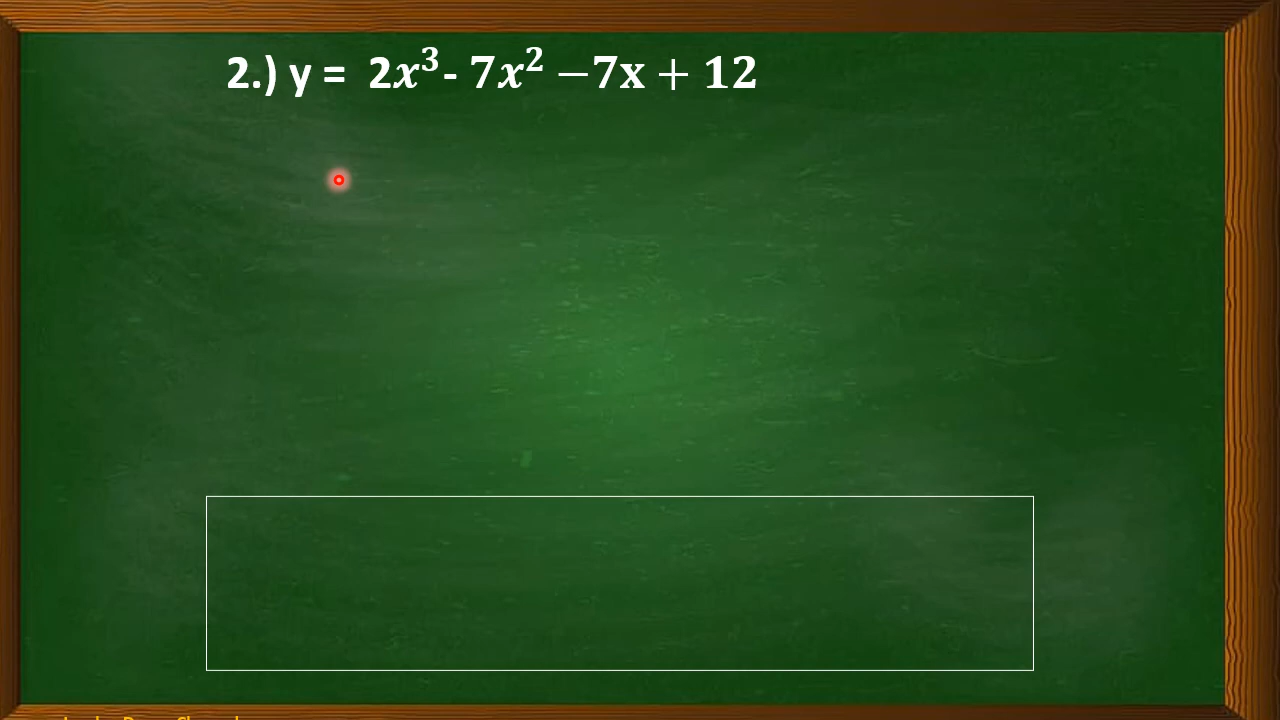 2.) y = 2x³- 7x² −7x + 12